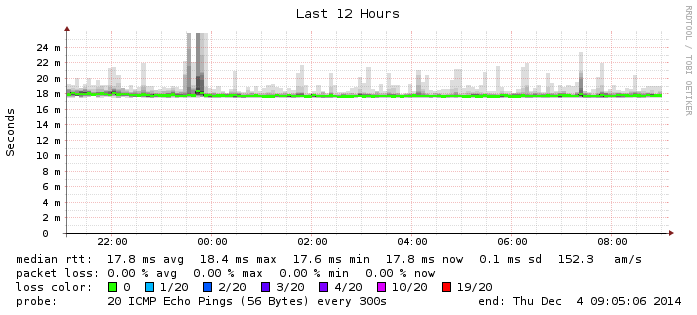 Last 12 Hours
RRDTOOL / TOBI OETIKER
Seconds
24 m
22 m
20 m
18 m
16 m
14 m
12 m
10 m
8 m
6 m
4 m
2 m
0
22:00 00:00 02:00 04:00 06:00 08:00
median rtt: 17.8 ms avg 18.4 ms max 17.6 ms min 17.8 ms now 0.1 ms sd 152.3 am/s
packet loss: 0.00 % avg 0.00 % max 0.00 % min 0.00 % now
loss color: 0 1/20 2/20 3/20 4/20 10/20 19/20
probe: 20 ICMP Echo Pings (56 Bytes) every 300s end: Thu Dec 4 09:05:06 2014